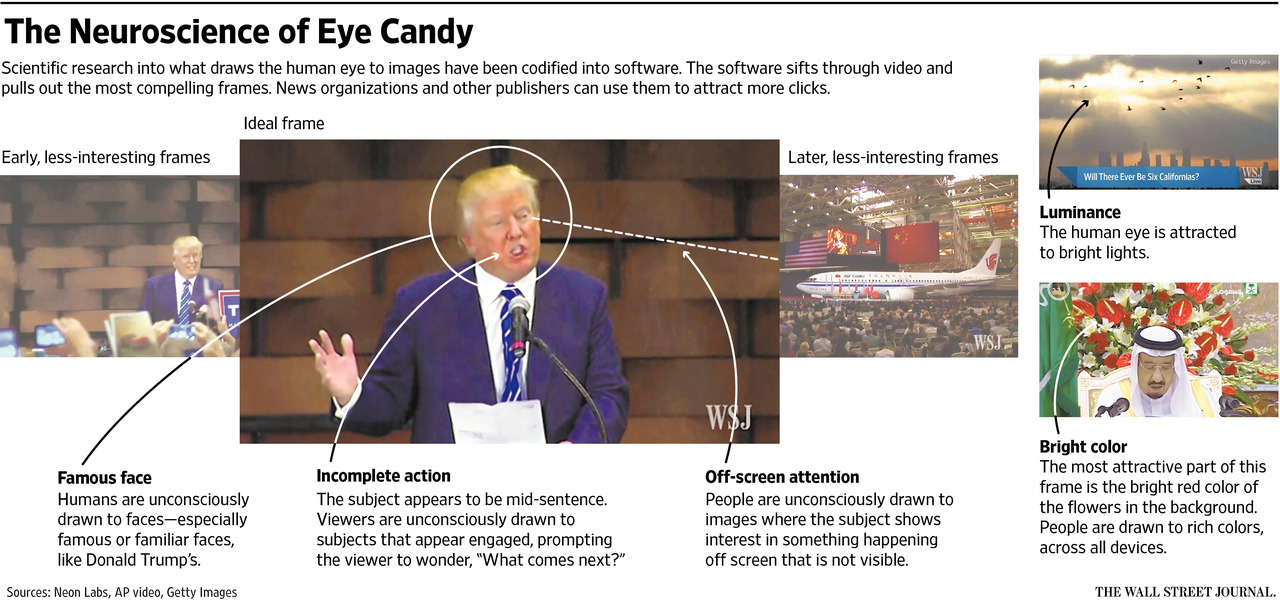 The Neuroscience of Eye Candy
Scientific research into what draws the human eye to images have been codified into software. The software sifts through video and
pulls out the most compelling frames. News organizations and other publishers can use them to attract more clicks.
Ideal frame
Early, less-interesting frames
Later, less-interesting frames
T
WSJ
WSJ
Famous face
Humans are unconsciously
drawn to faces—especially
famous or familiar faces,
like Donald Trump's.
Incomplete action
The subject appears to be mid-sentence.
Viewers are unconsciously drawn to
subjects that appear engaged, prompting
the viewer to wonder, “What comes next?”
Off-screen attention
People are unconsciously drawn to
images where the subject shows
interest in something happening
off screen that is not visible.
Getty Images
Will There Ever Be Six Californias?
WSJ
Live
Luminance
The human eye is attracted
to bright lights.
Bright color
The most attractive part of this
frame is the bright red color of
the flowers in the background.
People are drawn to rich colors,
across all devices.
Sources: Neon Labs, AP video, Getty Images
THE WALL STREET JOURNAL.